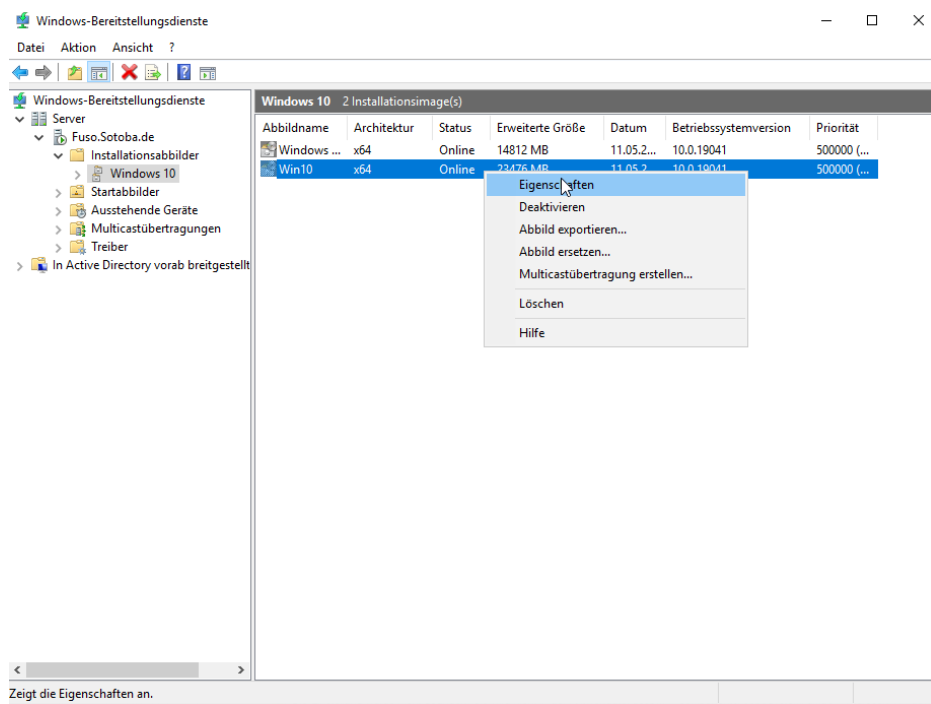 Windows-Bereitstellungsdienste
Datei Aktion Ansicht ?
Windows-Bereitstellungsdienste
Server
Fuso.Sotoba.de
Installationsabbilder
Windows 10
Startabbilder
Ausstehende Geräte
Multicastübertragungen
Treiber
In Active Directory vorab breitgestellt
Windows 10 2 Installationsimage(s)
Abbildname Architektur Status Erweiterte Größe Datum Betriebssystemversion Priorität
Windows ... x64 Online 14812 MB 11.05.2... 10.0.19041 500000 (...
Win10 x64 Online 23476 MB 11.05.2... 10.0.19041 500000 (...
Eigenschaften
Deaktivieren
Abbild exportieren...
Abbild ersetzen...
Multicastübertragung erstellen...
Löschen
Hilfe
Zeigt die Eigenschaften an.